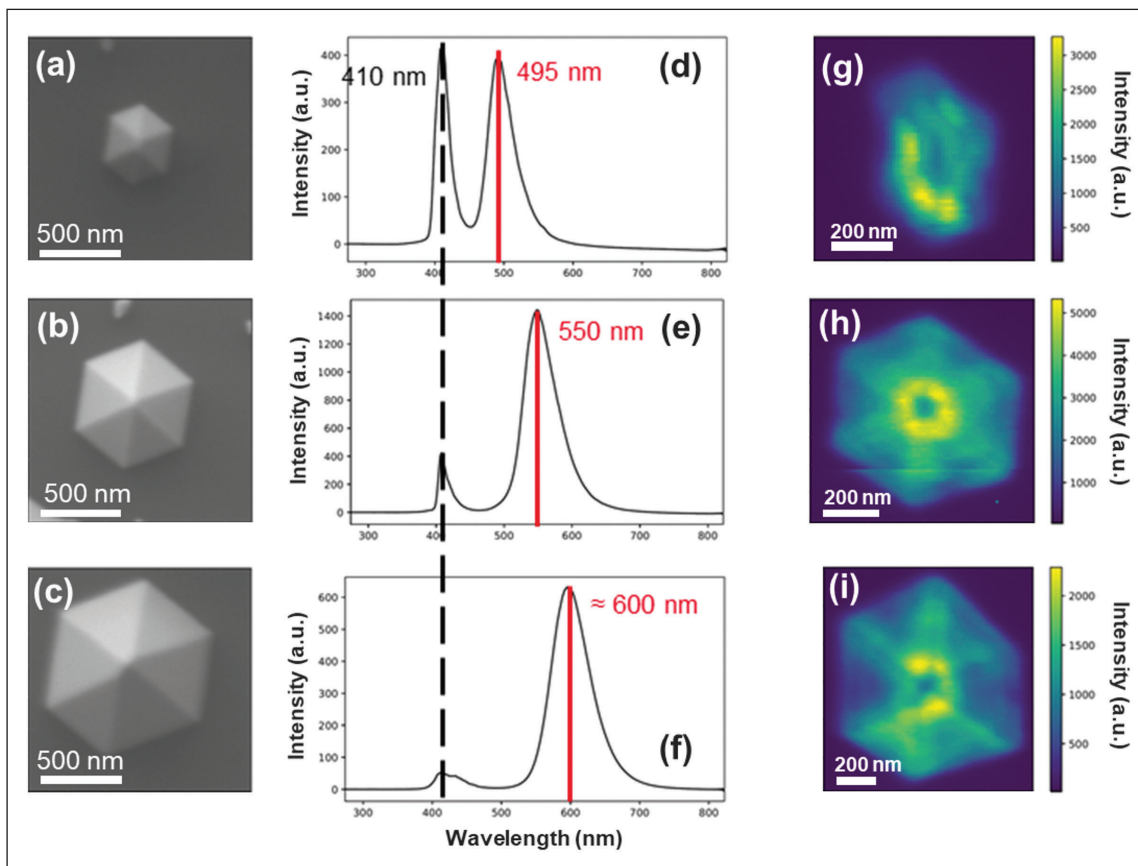 (a)
500 nm
(b)
500 nm
(c)
500 nm
Intensity (a.u.)
400
300
200
100
0
410 nm
495 nm
(d)
300 400 500 600 700 800
Intensity (a.u.)
1400
1200
1000
800
600
400
200
0
550 nm
(e)
300 400 500 600 700 800
Intensity (a.u.)
600
500
400
300
200
100
0
≈ 600 nm
(f)
300 400 500 600 700 800
Wavelength (nm)
(g)
200 nm
3000
2500
2000
1500
1000
500
Intensity (a.u.)
(h)
200 nm
5000
4000
3000
2000
1000
Intensity (a.u.)
(i)
200 nm
2000
1500
1000
500
Intensity (a.u.)